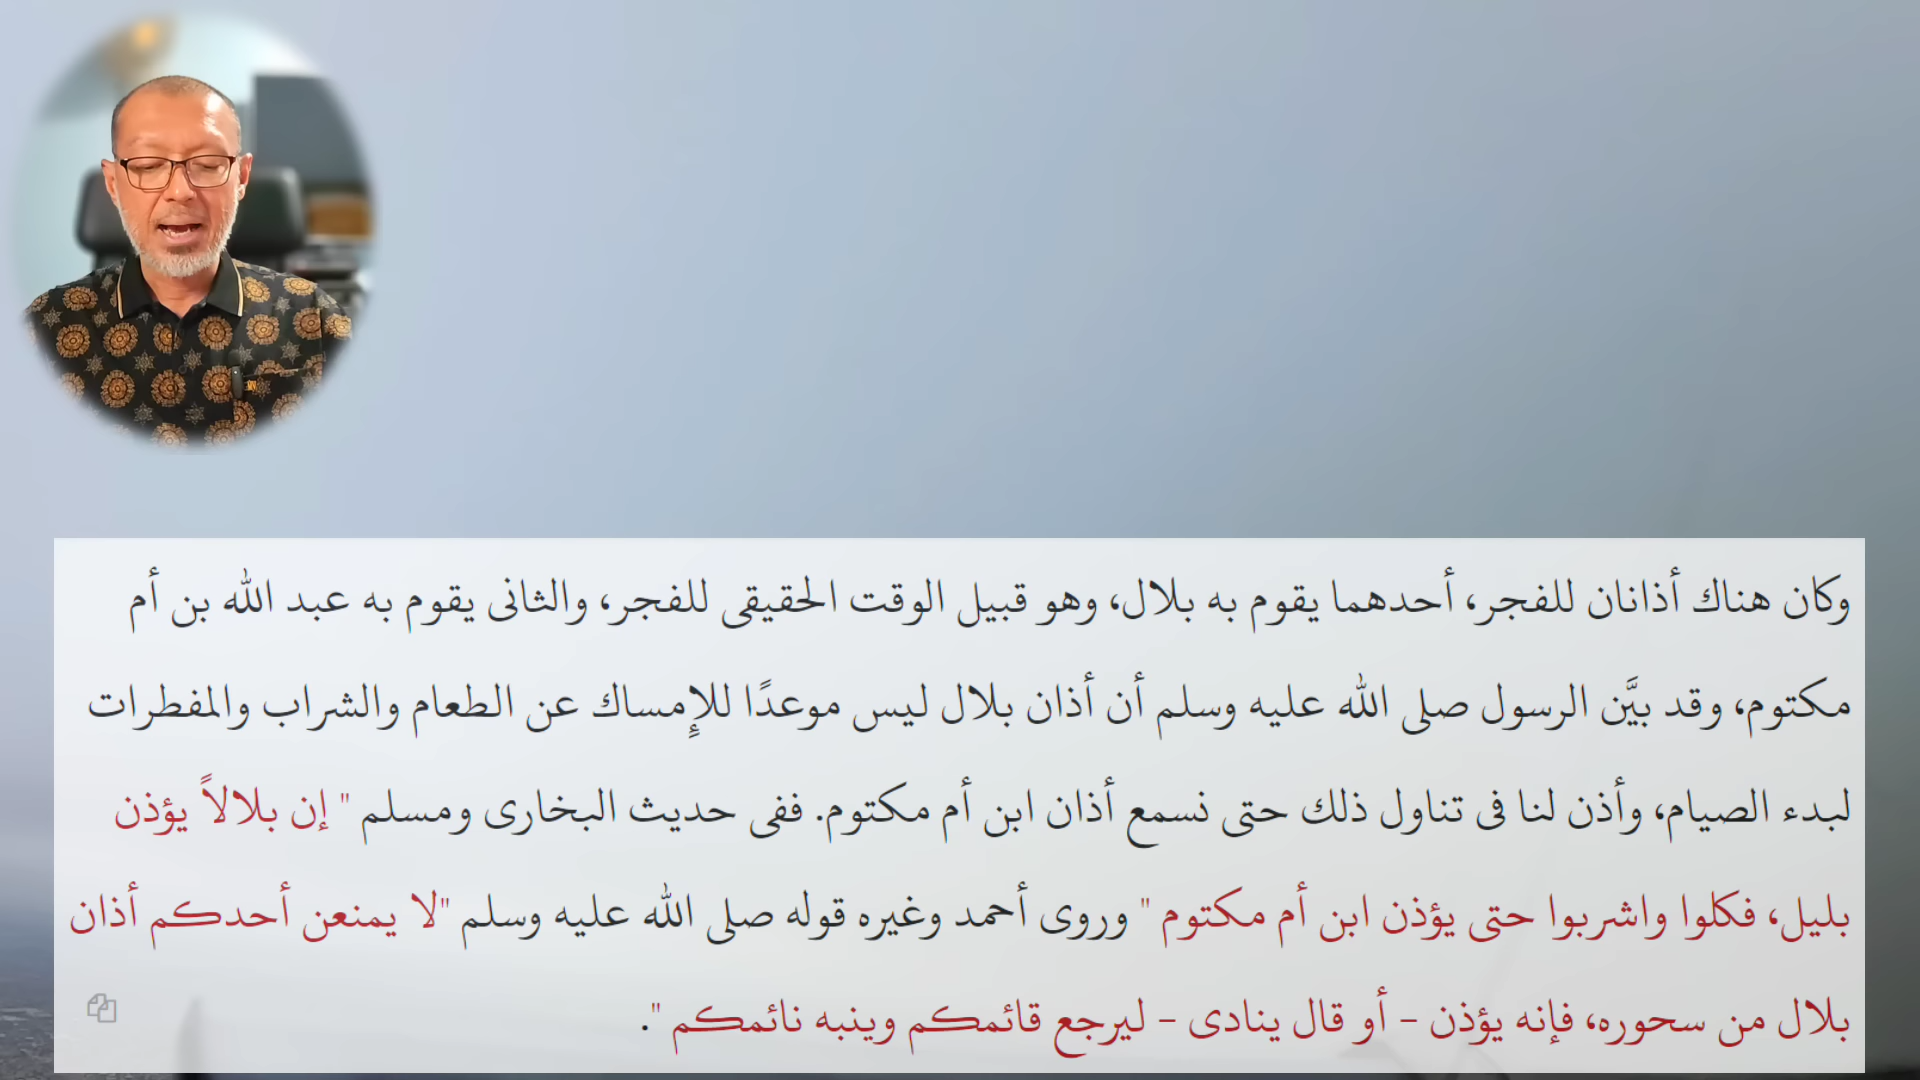 وكان هناك أذانان للفجر، أحدهما يقوم به بلال، وهو قبيل الوقت الحقيقى للفجر، والثانى يقوم به عبد الله بن أم
مكتوم، وقد بيَّن الرسول صلى الله عليه وسلم أن أذان بلال ليس موعدًا للإمساك عن الطعام والشراب والمفطرات
لبدء الصيام، وأذن لنا فى تناول ذلك حتى نسمع أذان ابن أم مكتوم. ففى حديث البخارى ومسلم " إن بلالاً يؤذن
بليل، فكلوا واشربوا حتى يؤذن ابن أم مكتوم " وروى أحمد وغيره قوله صلى الله عليه وسلم "لا يمنعن أحدكم أذان
بلال من سحوره، فإنه يؤذن – أو قال ينادى – ليرجع قائمكم وينبه نائمكم ".